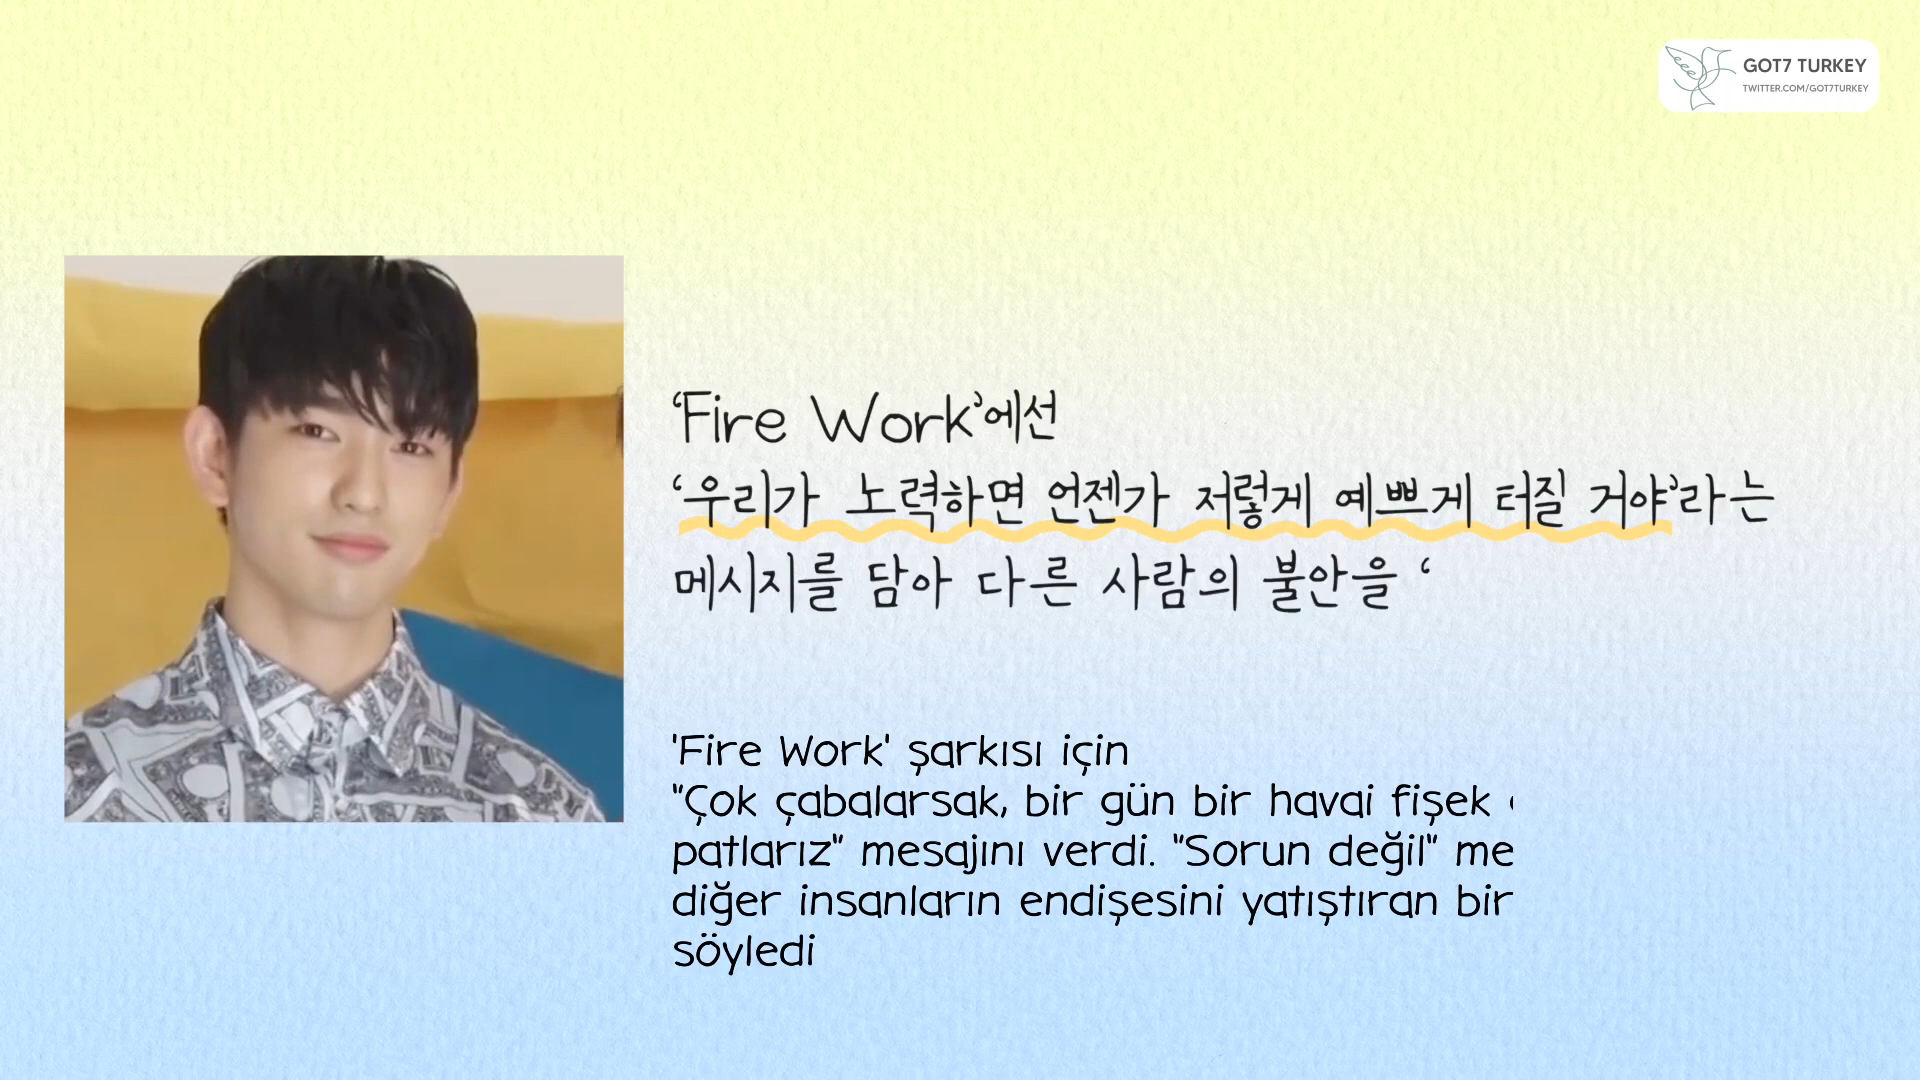 GOT7 TURKEY
TWITTER.COM/GOT7TURKEY
‘Fire Work’에선
‘우리가 노력하면 언젠가 저렇게 예쁘게 터질 거야’라는
메시지를 담아 다른 사람의 불안을 ‘
'Fire Work' şarkısı için
"Çok çabalarsak, bir gün bir havai fişek
patlarız" mesajını verdi. "Sorun değil" me
diğer insanların endişesini yatıştıran bir
söyledi